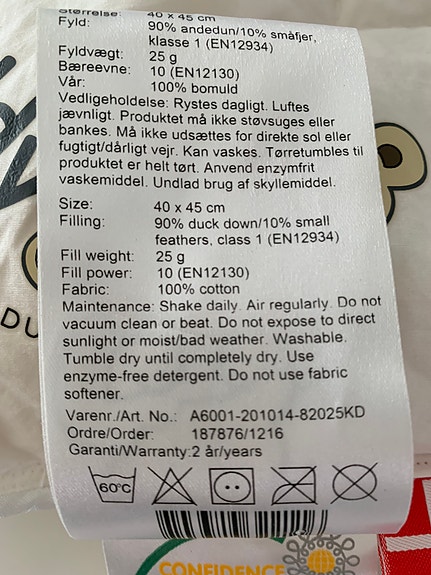 Størrelse: 40 x 45 cm
Fyld: 90% andedun/10% småfjer,
klasse 1 (EN12934)
Fyldvægt: 25 g
Bæreevne: 10 (EN12130)
Vår: 100% bomuld
Vedligeholdelse: Rystes dagligt. Luftes
jævnligt. Produktet må ikke støvsuges eller
bankes. Må ikke udsættes for direkte sol eller
fugtigt/dårligt vejr. Kan vaskes. Tørretumbles til
produktet er helt tørt. Anvend enzymfrit
vaskemiddel. Undlad brug af skyllemiddel.
Size: 40 x 45 cm
Filling: 90% duck down/10% small
feathers, class 1 (EN12934)
Fill weight: 25 g
Fill power: 10 (EN12130)
Fabric: 100% cotton
Maintenance: Shake daily. Air regularly. Do not
vacuum clean or beat. Do not expose to direct
sunlight or moist/bad weather. Washable.
Tumble dry until completely dry. Use
enzyme-free detergent. Do not use fabric
softener.
Varenr./Art. No.: A6001-201014-82025KD
Ordre/Order: 187876/1216
Garanti/Warranty: 2 år/years
60°C
CONFIDENCE
DU